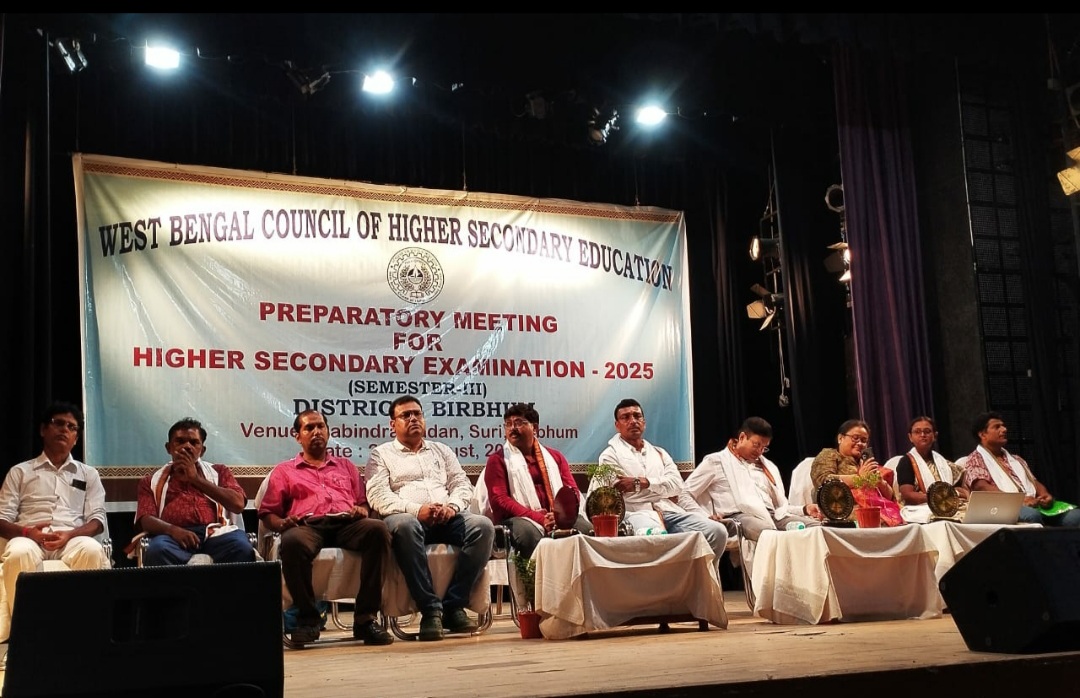 WEST BENGAL COUNCIL OF HIGHER SECONDARY EDUCATION
PREPARATORY MEETING
FOR
HIGHER SECONDARY EXAMINATION - 2025
(SEMESTER-III)
DISTRICT BIRBHUM
Venue Suri